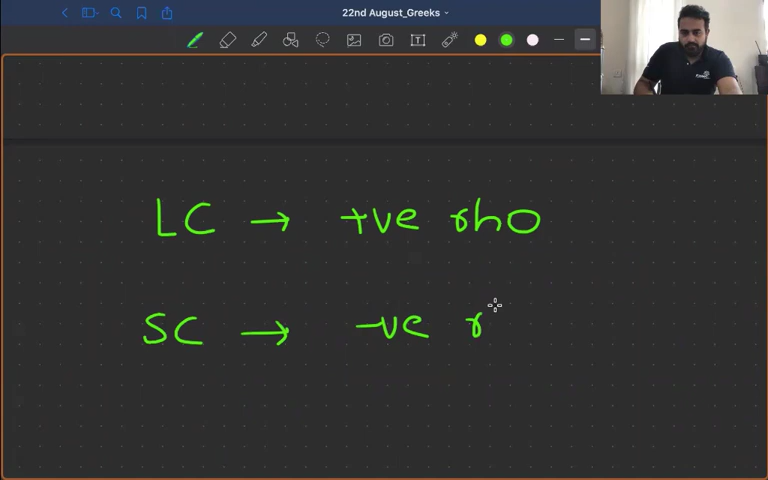 22nd August_Greeks
LC → +ve rho
SC → -ve r